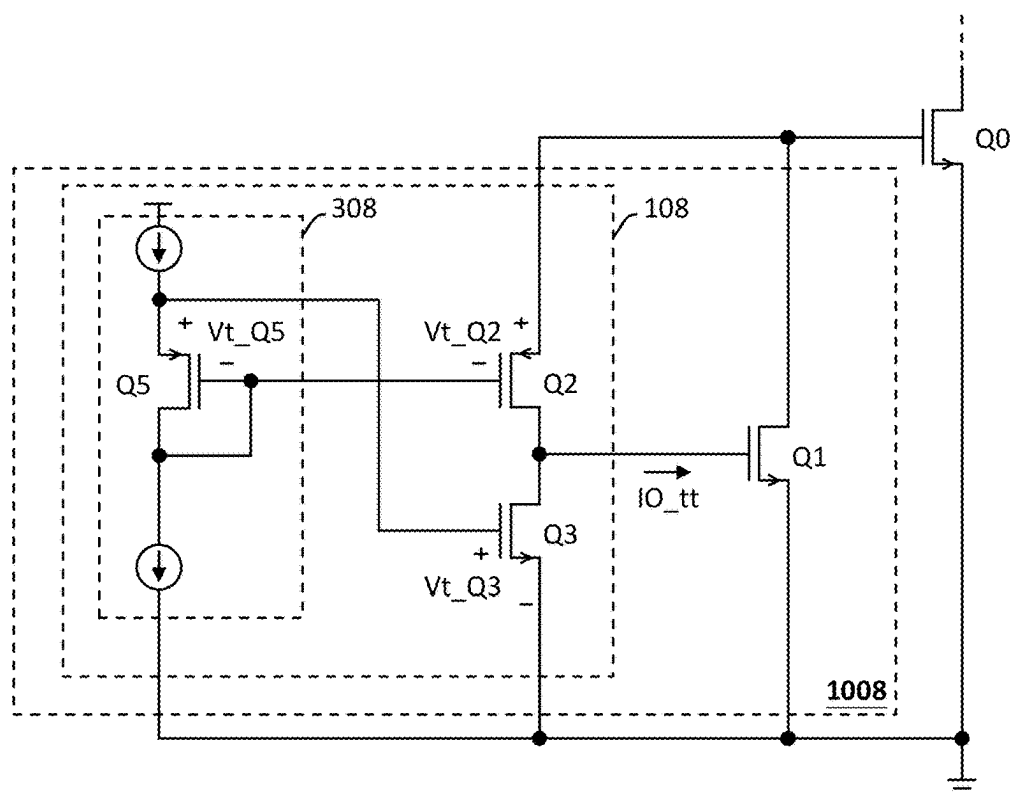 Q0
308
108
+
Vt_Q5
−
Vt_Q2
+
−
Q5
Q2
Q1
IO_tt
Q3
+
Vt_Q3
−
1008